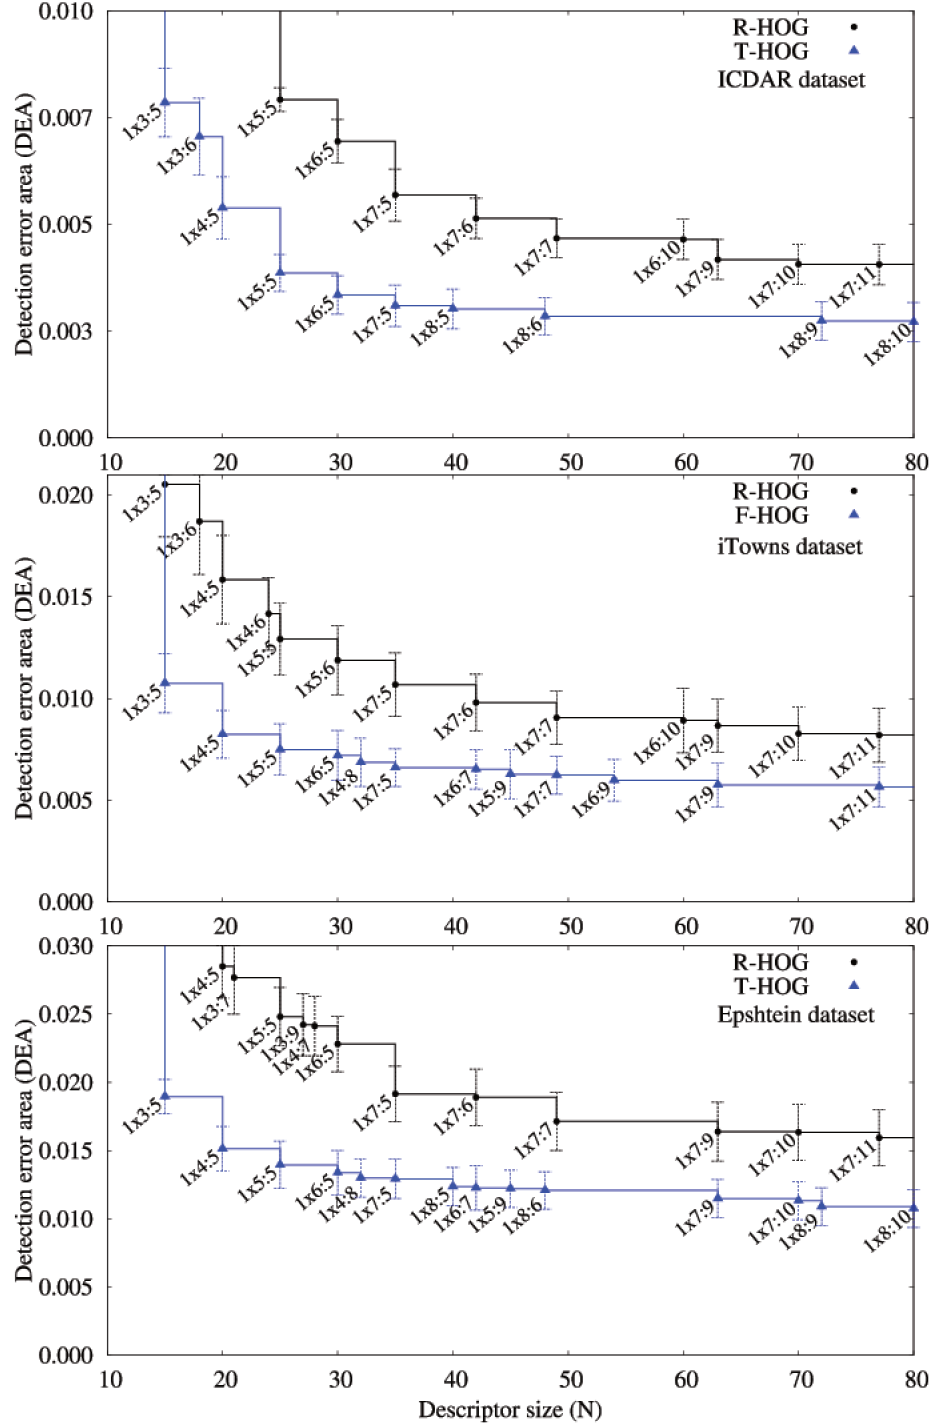 0.010
0.007
0.005
0.003
0.000
Detection error area (DEA)
R-HOG
T-HOG
ICDAR dataset
1x3:5
1x3:6
1x4:5
1x5:5
1x6:5
1x7:5
1x8:5
1x8:6
1x8:9
1x8:10
1x5:5
1x6:5
1x7:5
1x7:6
1x7:7
1x6:10
1x7:9
1x7:10
1x7:11
10 20 30 40 50 60 70 80
0.020
0.015
0.010
0.005
0.000
Detection error area (DEA)
R-HOG
F-HOG
iTowns dataset
1x3:5
1x3:6
1x4:5
1x4:6
1x5:5
1x5:6
1x7:5
1x7:6
1x7:7
1x6:10
1x7:9
1x7:10
1x7:11
1x3:5
1x4:5
1x5:5
1x6:5
1x4:8
1x7:5
1x6:7
1x5:9
1x7:7
1x6:9
1x7:9
1x7:11
10 20 30 40 50 60 70 80
0.030
0.025
0.020
0.015
0.010
0.005
0.000
Detection error area (DEA)
R-HOG
T-HOG
Epshtein dataset
1x4:5
1x3:7
1x5:5
1x3:9
1x4:7
1x6:5
1x7:5
1x7:6
1x7:7
1x7:9
1x7:10
1x7:11
1x3:5
1x4:5
1x5:5
1x6:5
1x4:8
1x7:5
1x8:5
1x6:7
1x5:9
1x8:6
1x7:9
1x7:10
1x8:9
1x8:10
10 20 30 40 50 60 70 80
Descriptor size (N)